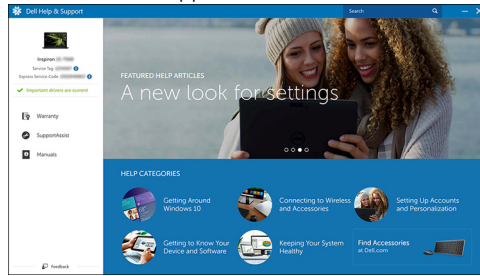 Dell Help & Support
Search
Inspiron
Service Tag
Express Service Code
Important drivers are current
Warranty
SupportAssist
Manuals
Feedback
FEATURED HELP ARTICLES
A new look for settings
HELP CATEGORIES
Getting Around
Windows 10
Connecting to Wireless
and Accessories
Setting Up Accounts
and Personalization
Getting to Know Your
Device and Software
Keeping Your System
Healthy
Find Accessories
at Dell.com